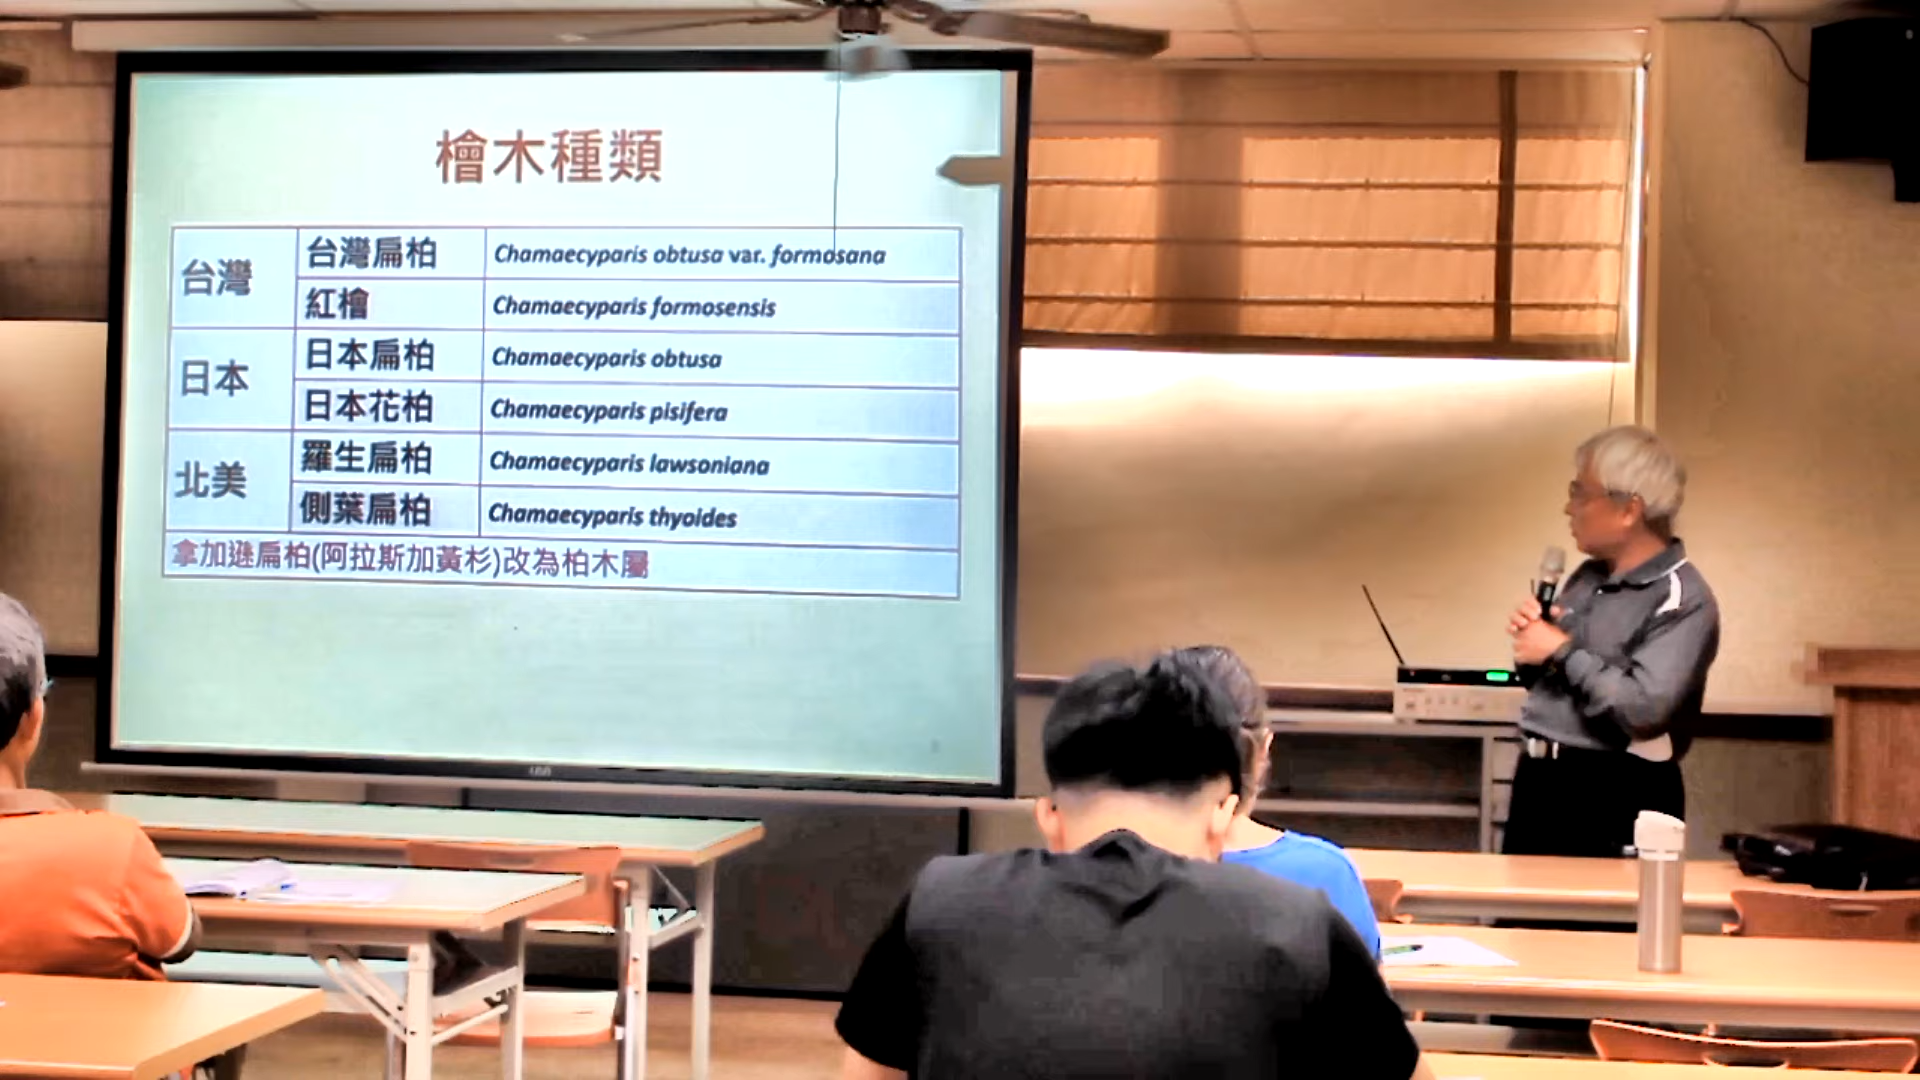 檜木種類
台灣 台灣扁柏 Chamaecyparis obtusa var. formosana
紅檜 Chamaecyparis formosensis
日本 日本扁柏 Chamaecyparis obtusa
日本花柏 Chamaecyparis pisifera
北美 羅生扁柏 Chamaecyparis lawsoniana
側葉扁柏 Chamaecyparis thyoides
拿加遜扁柏(阿拉斯加黃杉)改為柏木屬